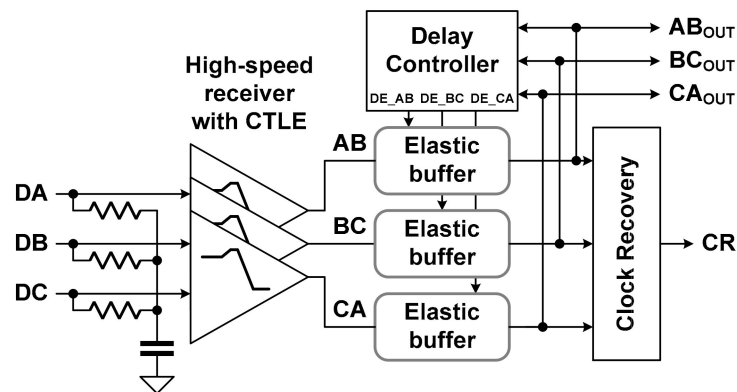 Delay
Controller
DE_AB DE_BC DE_CA
AB_OUT
BC_OUT
CA_OUT
High-speed
receiver
with CTLE
AB
Elastic
buffer
DA
DB
BC
Elastic
buffer
DC
CA
Elastic
buffer
Clock Recovery
CR